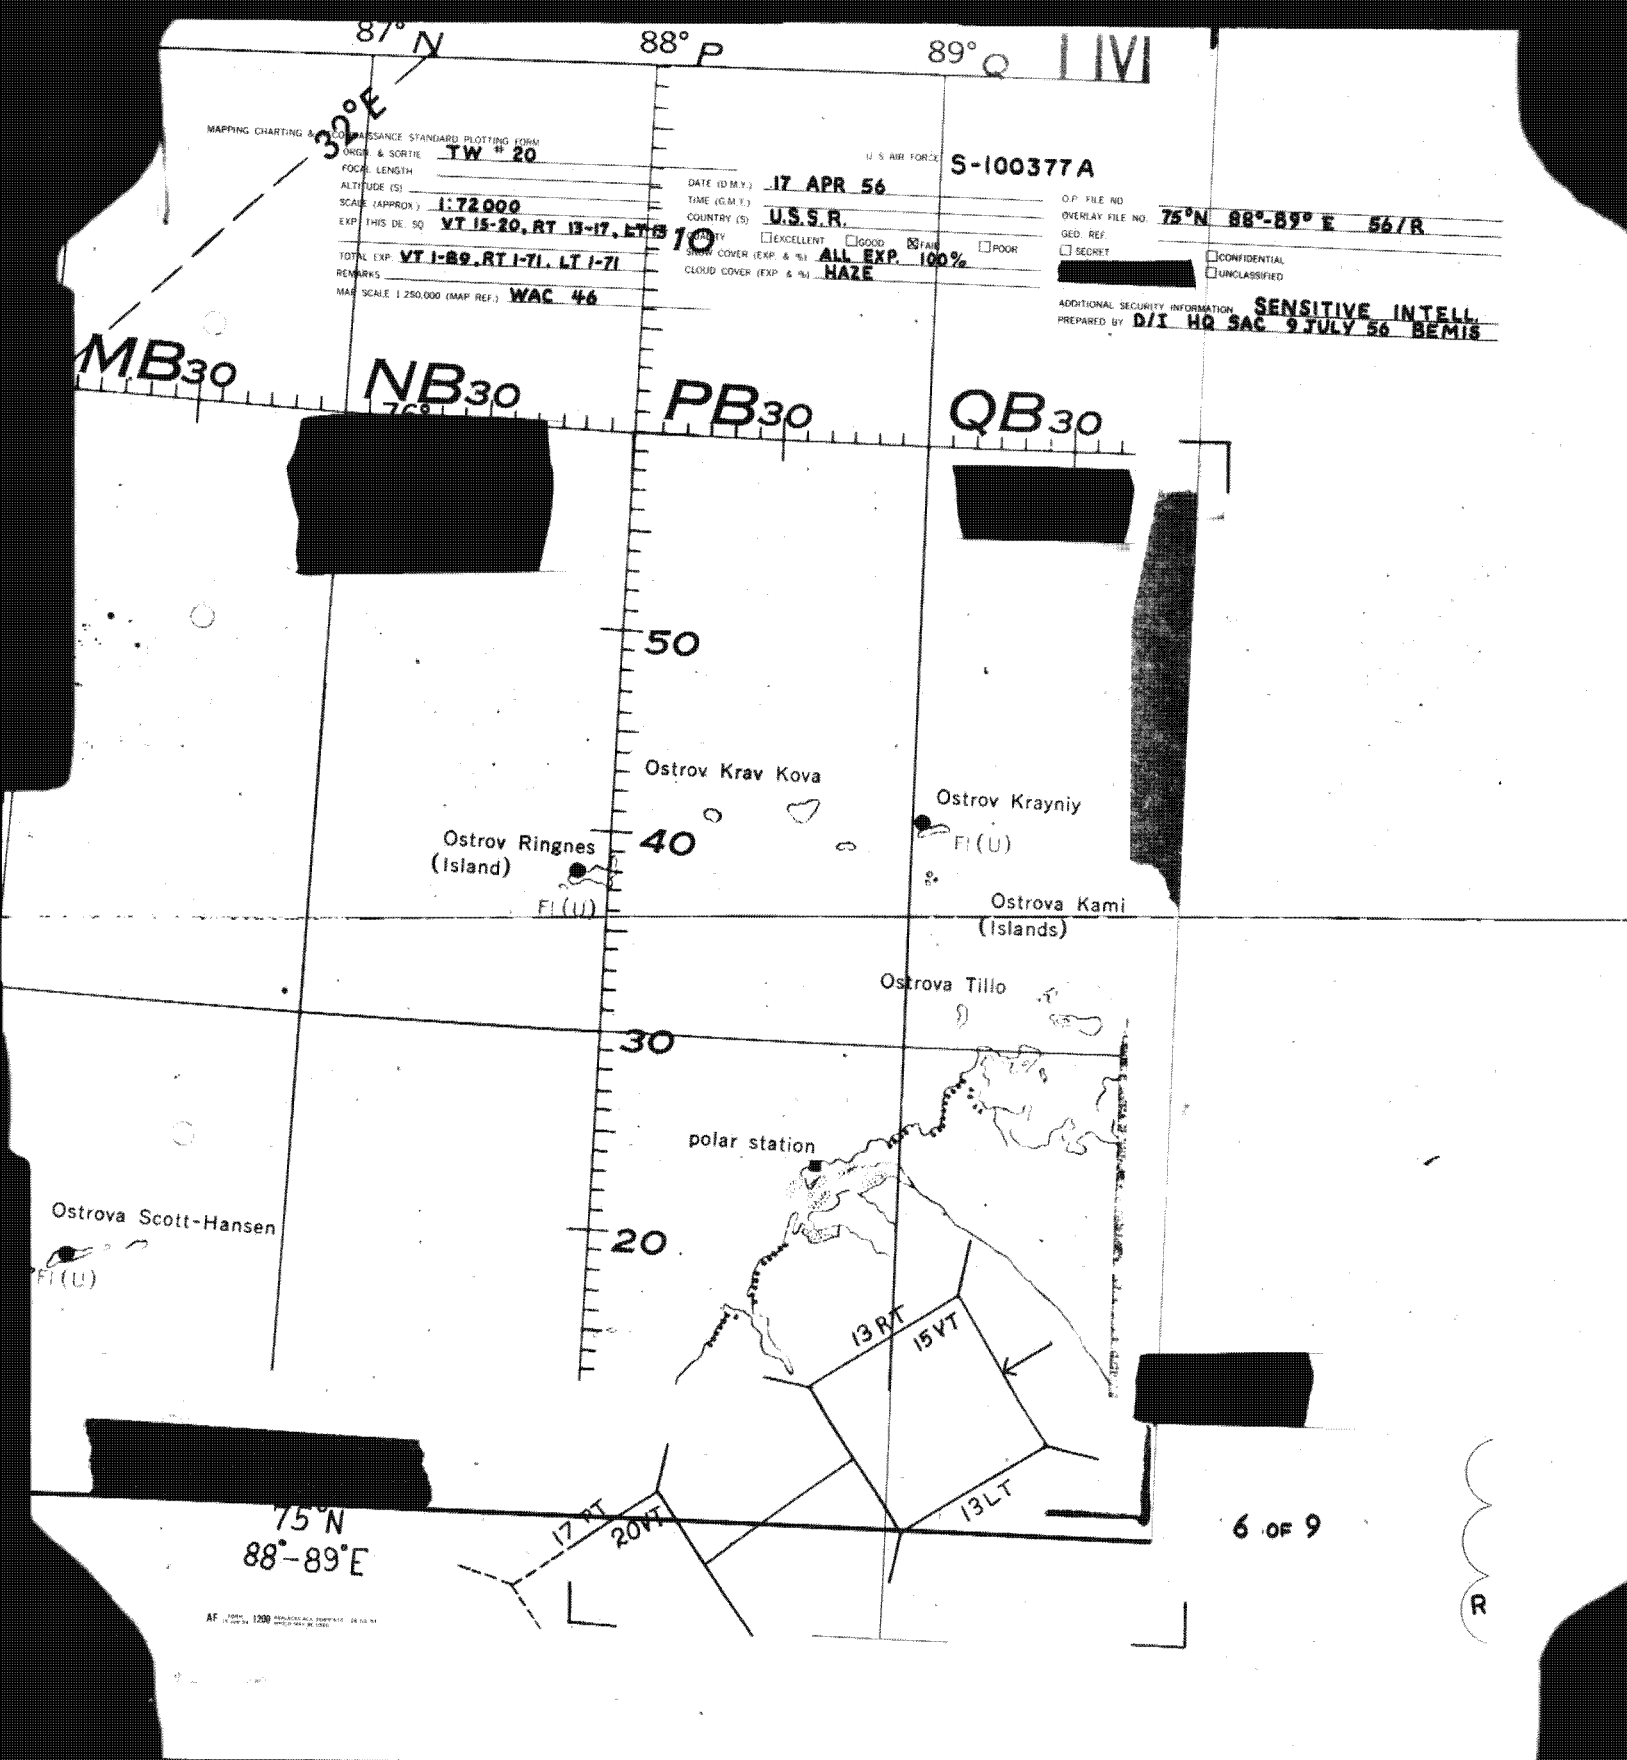 87° N 88° P 89° Q
32°E
MAPPING CHARTING & RECONNAISSANCE STANDARD PLOTTING FORM
ORGN. & SORTIE TW #20
FOCAL LENGTH
ALTITUDE (S)
SCALE (APPROX.) 1:72000
EXP THIS DE. SQ VT 15-20, RT 13-17, LT 13
TOTAL EXP. VT 1-89, RT 1-71, LT 1-71
REMARKS
MAP SCALE 1:250,000 (MAP REF.) WAC 46
U S AIR FORCE S-100377A
DATE (D.M.Y.) 17 APR 56
TIME (G.M.T.)
COUNTRY (S) U.S.S.R.
10
QUALITY EXCELLENT GOOD FAIR POOR
SNOW COVER (EXP. & %) ALL EXP. 100%
CLOUD COVER (EXP & %) HAZE
O.P. FILE NO
OVERLAY FILE NO. 75°N 88°-89° E 56/R
GEO. REF.
SECRET CONFIDENTIAL
UNCLASSIFIED
ADDITIONAL SECURITY INFORMATION SENSITIVE INTELL.
PREPARED BY D/I HQ SAC 9 JULY 56 BEMIS
MB30 NB30 PB30 QB30
76°
50
Ostrov Krav Kova
Ostrov Krayniy
Fl(U)
Ostrov Ringnes
(Island)
Fl(U)
40
Ostrova Kami
(Islands)
Ostrova Tillo
30
polar station
Ostrova Scott-Hansen
Fl(U)
20
13 RT
15 VT
13 LT
17 RT
20 VT
75°N
88°-89°E
6 OF 9
R
AF FORM 1200